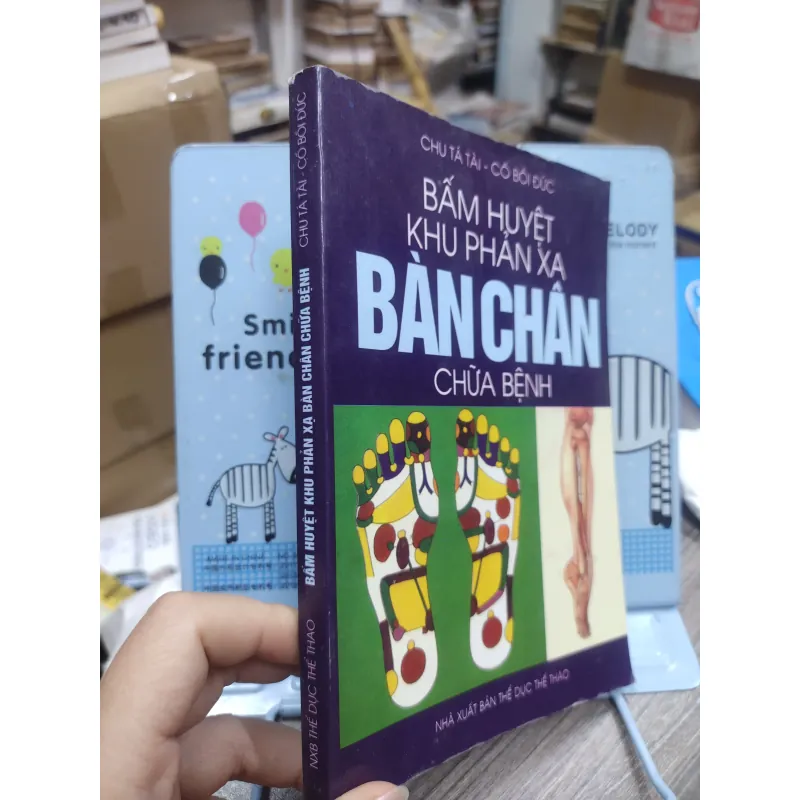 CHU TÁ TÀI - CỐ BỒI ĐỨC
BẤM HUYỆT
KHU PHẢN XẠ
BÀN CHÂN
CHỮA BỆNH
NHÀ XUẤT BẢN THỂ DỤC THỂ THAO
CHU TÁ TÀI - CỐ BỒI ĐỨC
BẤM HUYỆT KHU PHẢN XẠ BÀN CHÂN CHỮA BỆNH
NXB THỂ DỤC THỂ THAO
Smi
friend
ELODY